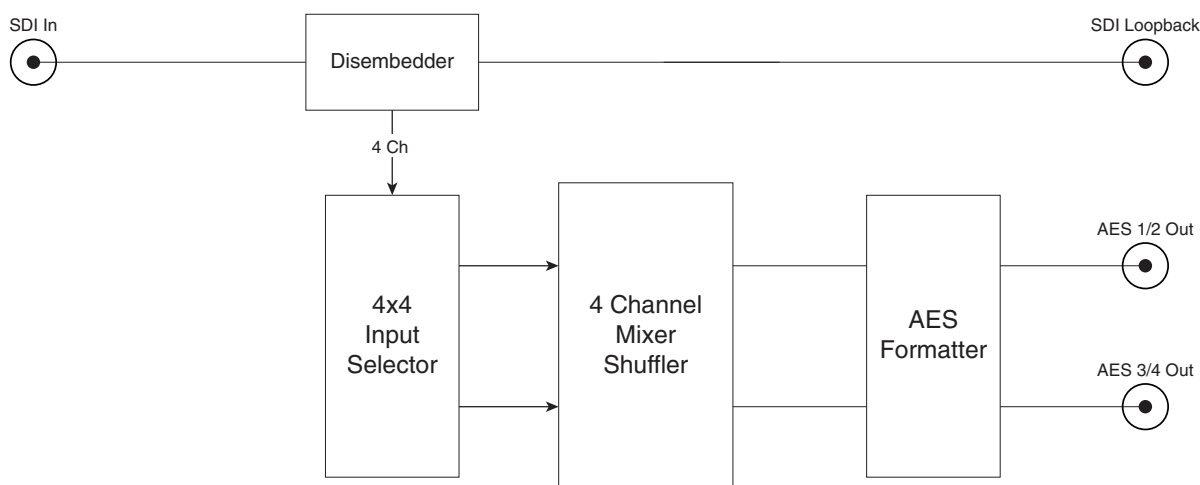 SDI In
SDI Loopback
Disembedder
4 Ch
4x4
Input
Selector
4 Channel
Mixer
Shuffler
AES
Formatter
AES 1/2 Out
AES 3/4 Out